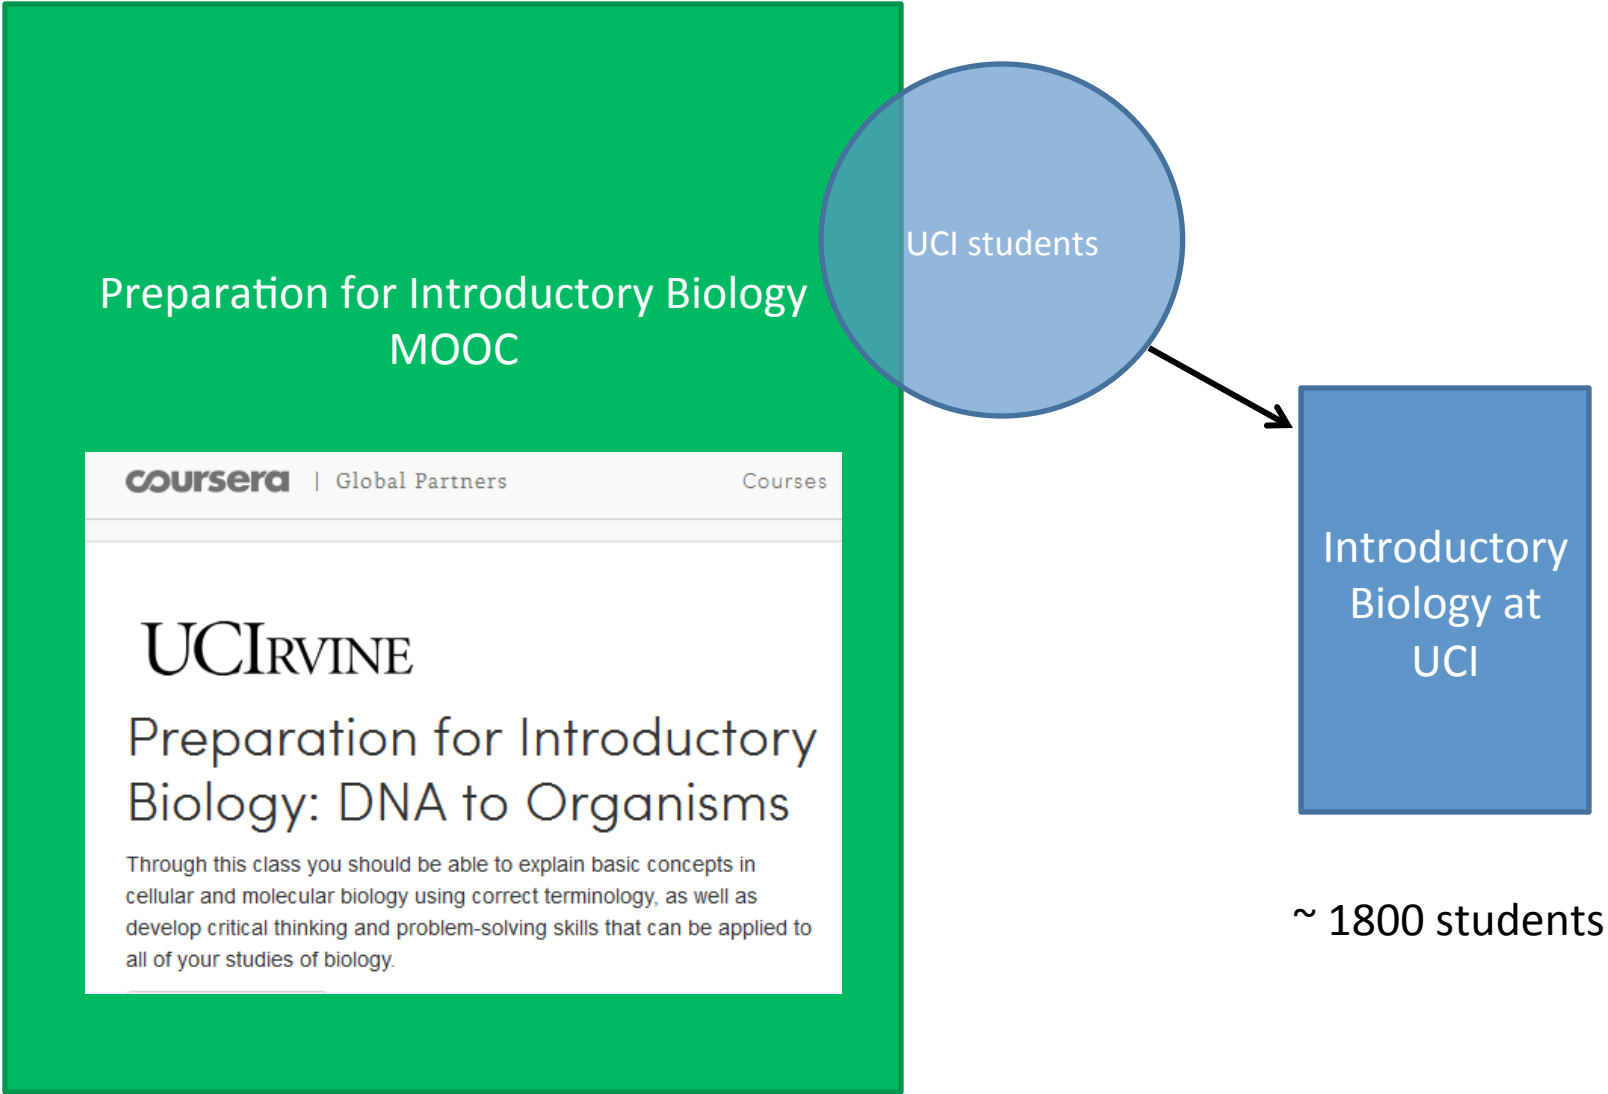 Preparation for Introductory Biology
MOOC
UCI students
coursera | Global Partners Courses
UCIRVINE
Preparation for Introductory
Biology: DNA to Organisms
Through this class you should be able to explain basic concepts in
cellular and molecular biology using correct terminology, as well as
develop critical thinking and problem-solving skills that can be applied to
all of your studies of biology.
Introductory
Biology at
UCI
~ 1800 students